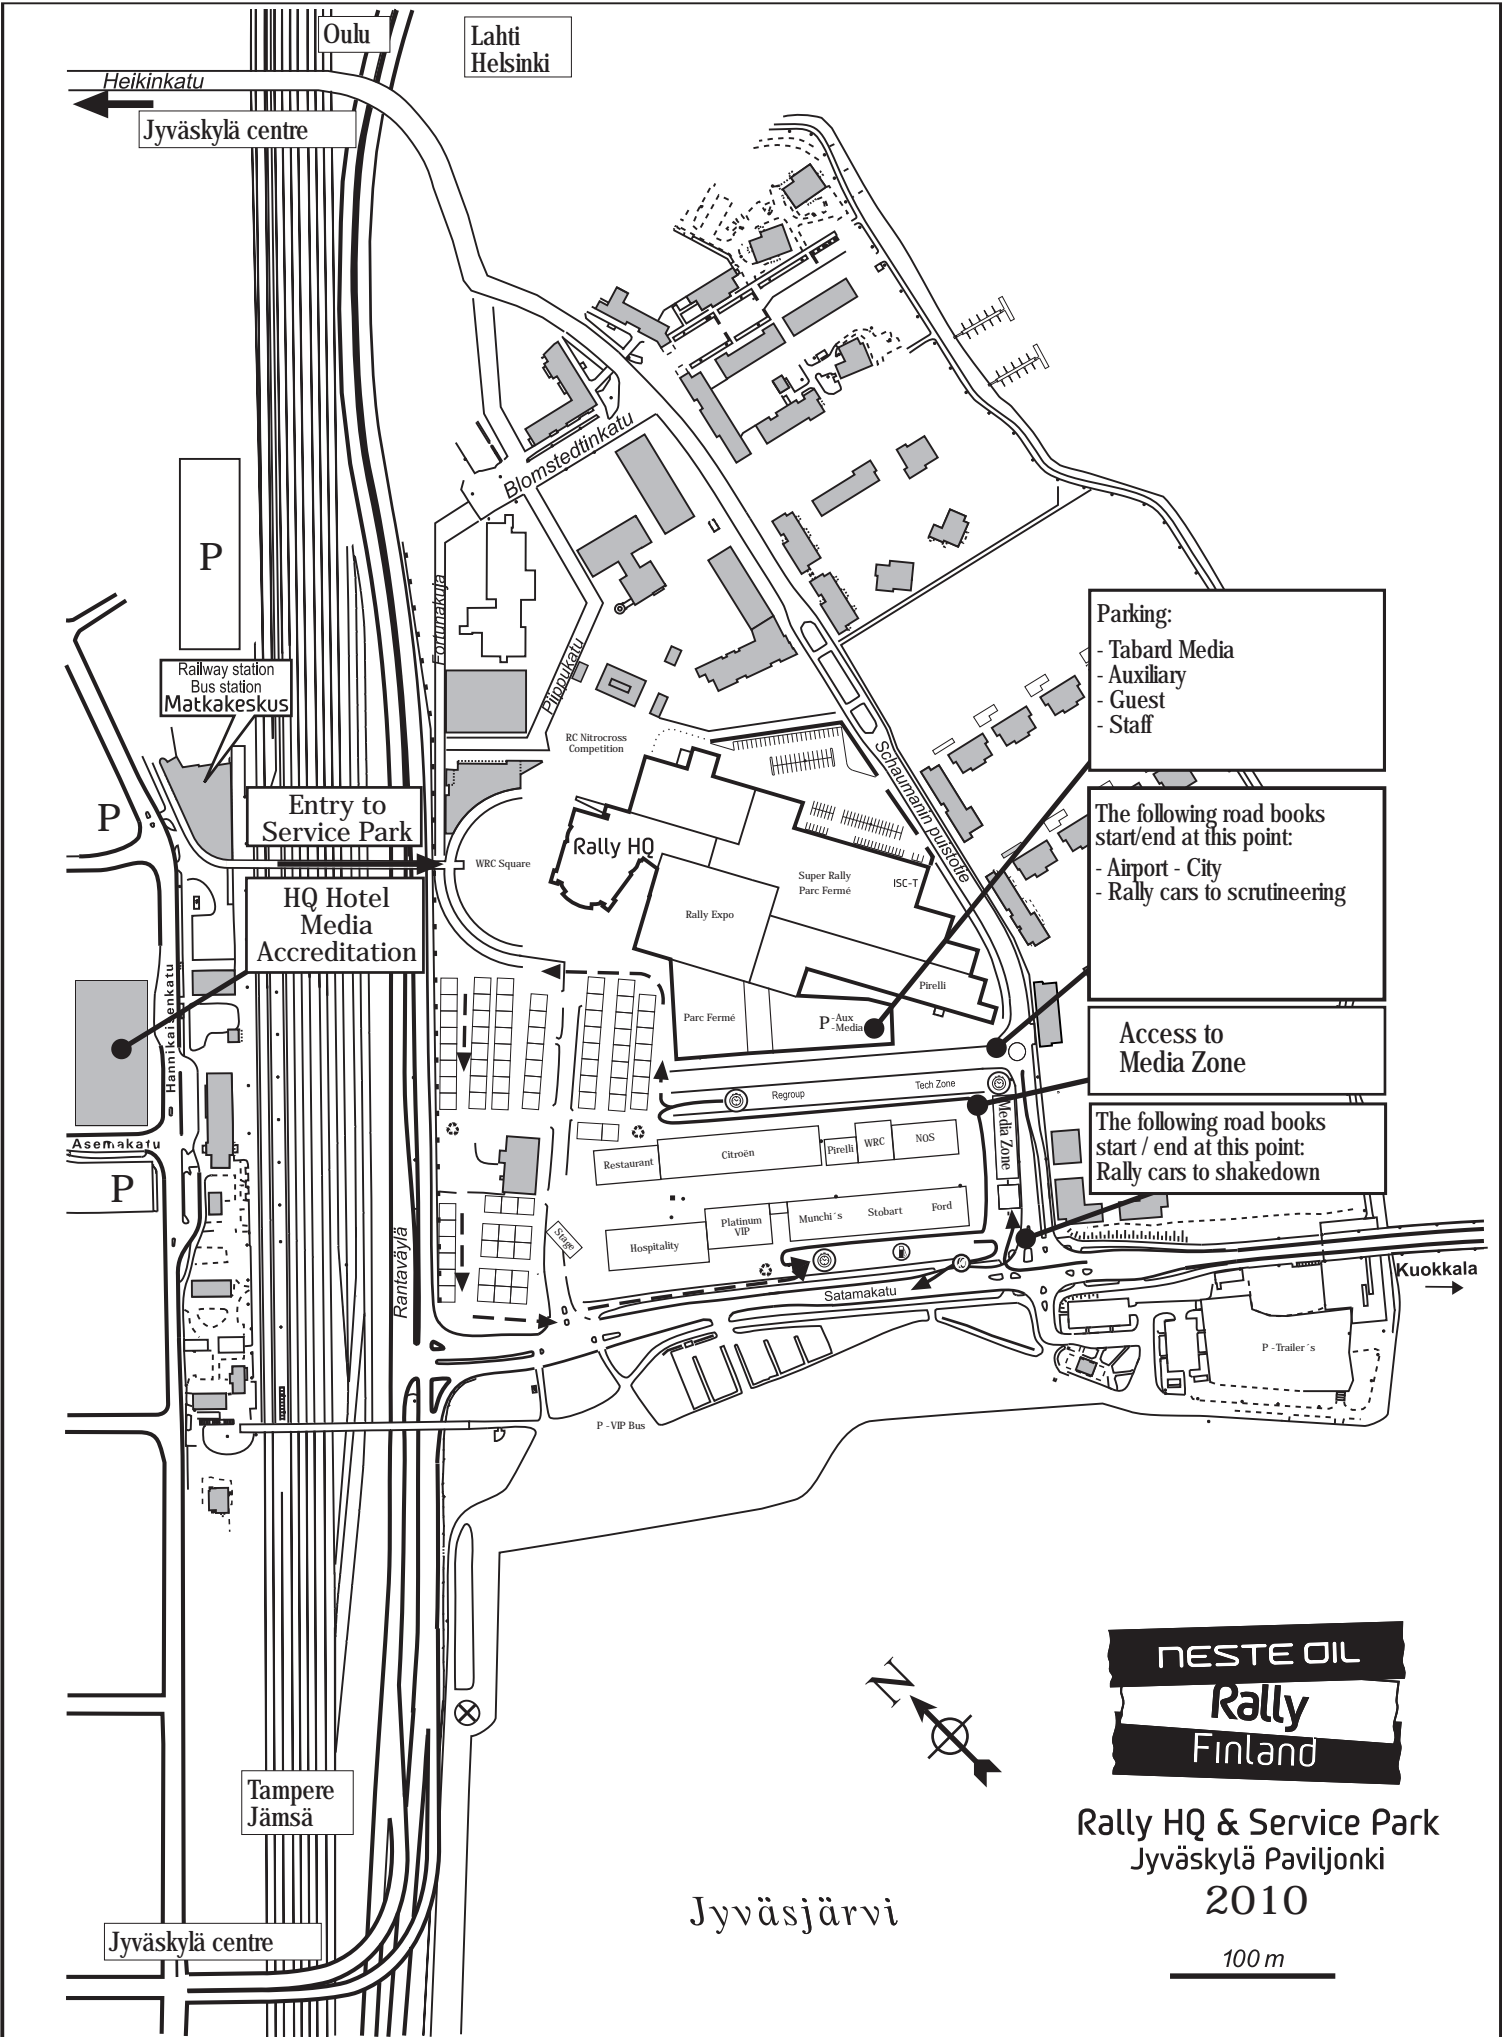 Oulu
Lahti
Helsinki
Heikinkatu
Jyväskylä centre
Blomstedtinkatu
P
Fortunakuja
Piippukatu
Railway station
Bus station
Matkakeskus
Parking:
- Tabard Media
- Auxiliary
- Guest
- Staff
RC Nitrocross
Competition
Schaumanin puistotie
P
Entry to
Service Park
The following road books
start/end at this point:
- Airport - City
- Rally cars to scrutineering
Rally HQ
WRC Square
Super Rally
Parc Fermé
ISC-T
Rally Expo
HQ Hotel
Media
Accreditation
Hannikaisenkatu
Pirelli
Parc Fermé
P -Aux
-Media
Access to
Media Zone
Tech Zone
Regroup
Media Zone
The following road books
start / end at this point:
Rally cars to shakedown
Asemakatu
P
Restaurant
Citroën
Pirelli
WRC
NOS
Rantaväylä
Stage
Hospitality
Platinum
VIP
Munchi´s
Stobart
Ford
Satamakatu
Kuokkala
P -Trailer´s
P -VIP Bus
N
NESTE OIL
Rally
Finland
Tampere
Jämsä
Rally HQ & Service Park
Jyväskylä Paviljonki
2010
Jyväsjärvi
Jyväskylä centre
100 m